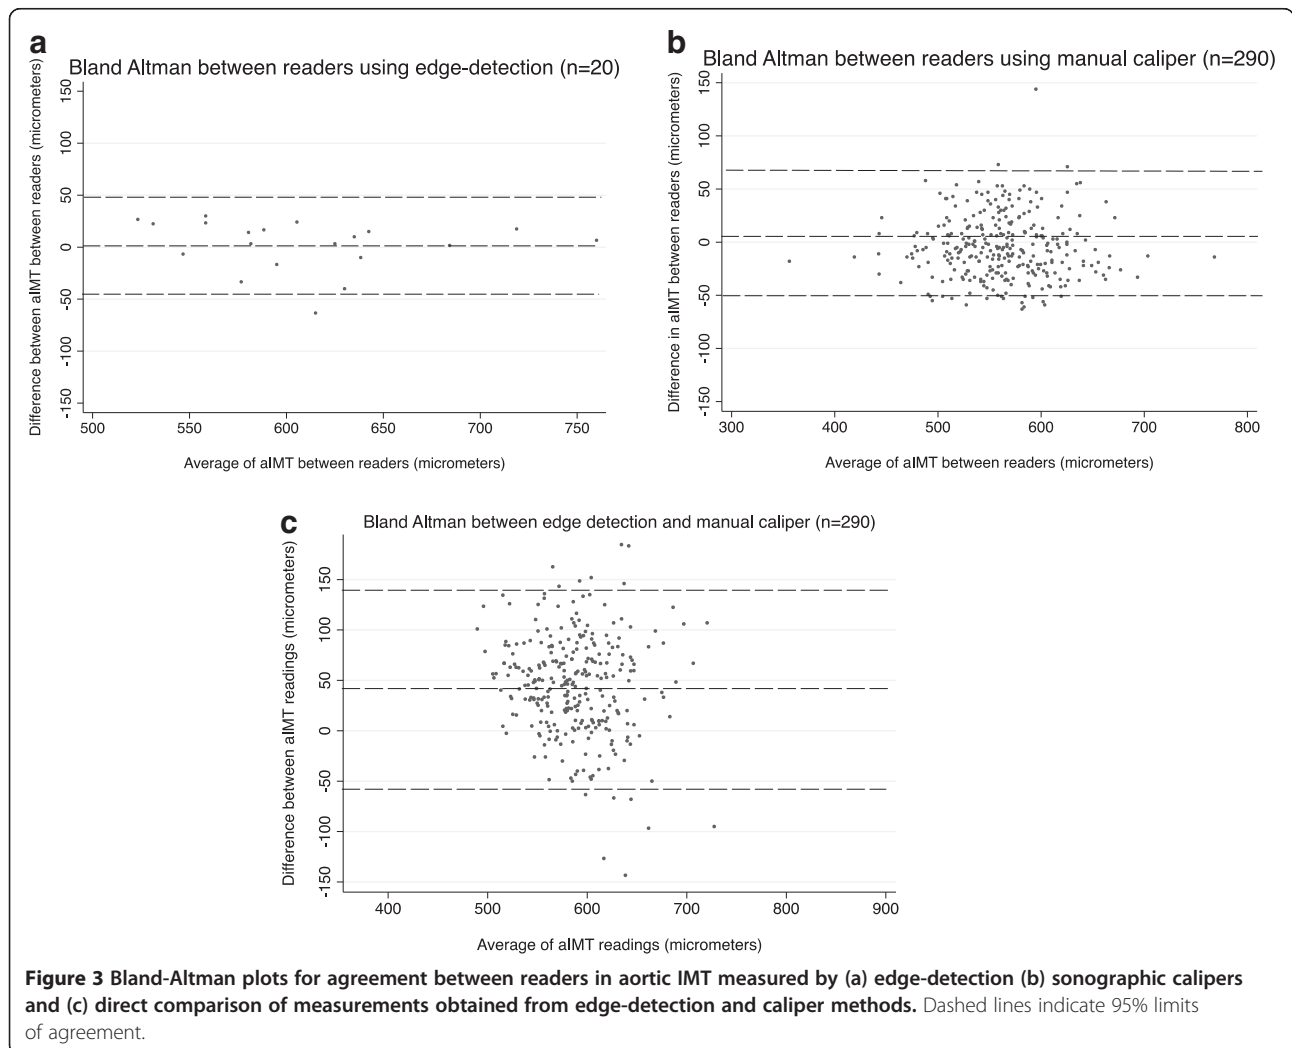 a
Bland Altman between readers using edge-detection (n=20)
Difference between aIMT between readers (micrometers)
150
100
50
0
-50
-100
-150
500 550 600 650 700 750
Average of aIMT between readers (micrometers)
b
Bland Altman between readers using manual caliper (n=290)
Difference in aIMT between readers (micrometers)
150
100
50
0
-50
-100
-150
300 400 500 600 700 800
Average of aIMT between readers (micrometers)
c
Bland Altman between edge detection and manual caliper (n=290)
Difference between aIMT readings (micrometers)
150
100
50
0
-50
-100
-150
400 500 600 700 800 900
Average of aIMT readings (micrometers)
Figure 3 Bland-Altman plots for agreement between readers in aortic IMT measured by (a) edge-detection (b) sonographic calipers
and (c) direct comparison of measurements obtained from edge-detection and caliper methods. Dashed lines indicate 95% limits
of agreement.